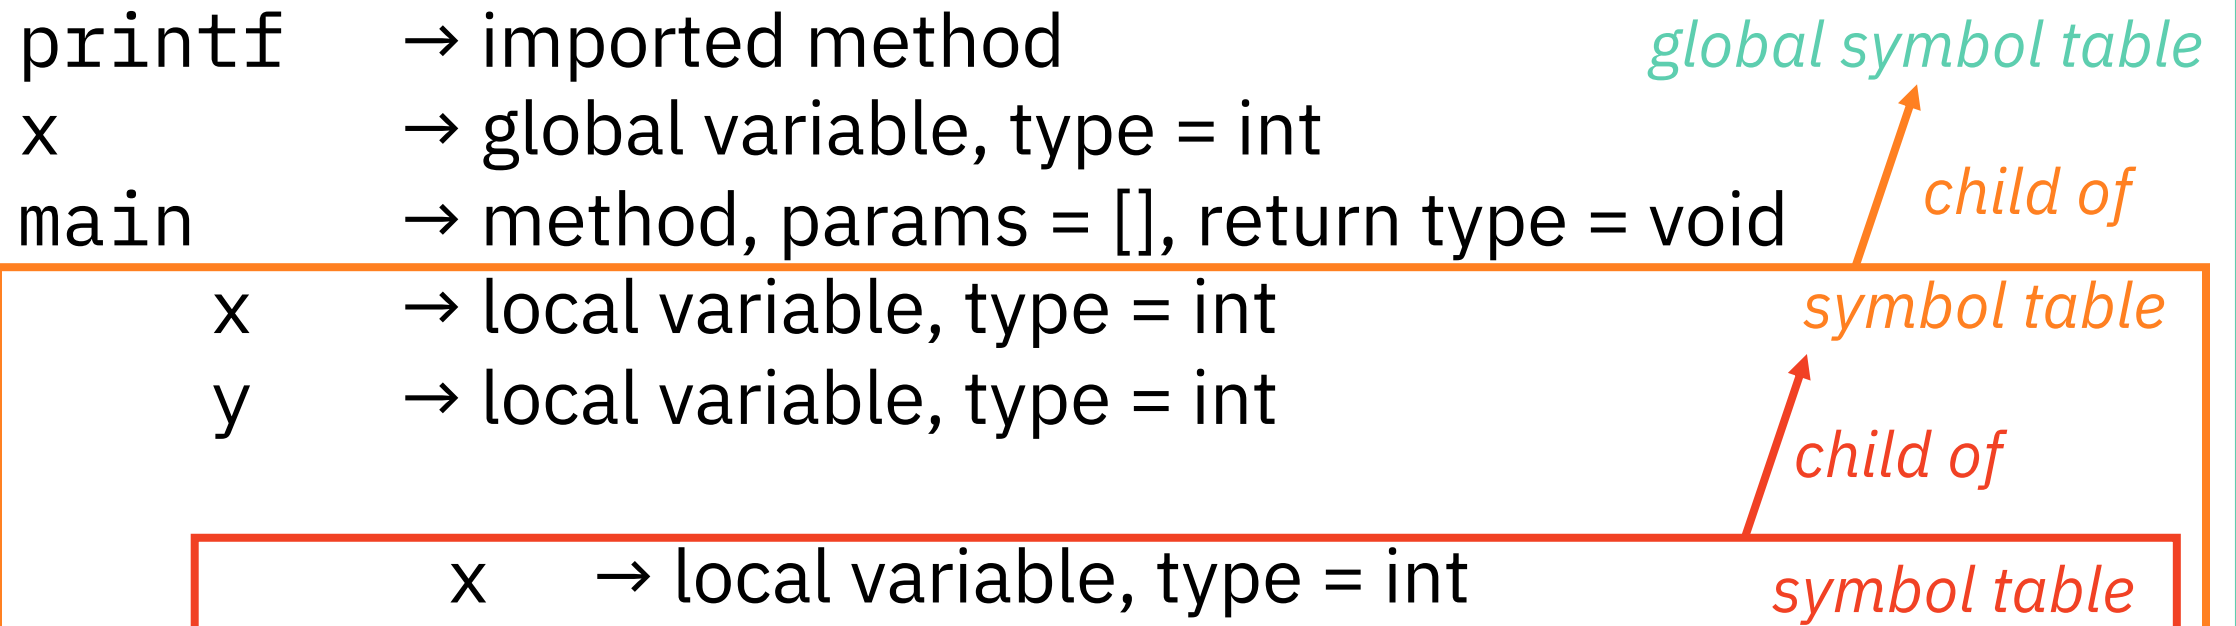 printf → imported method global symbol table
x → global variable, type = int
child of
main → method, params = [], return type = void
x → local variable, type = int symbol table
y → local variable, type = int
child of
x → local variable, type = int symbol table